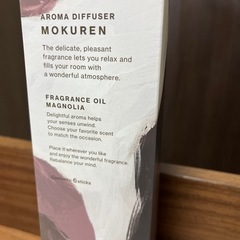 AROMA DIFFUSER
MOKUREN
The delicate, pleasant
fragrance lets you relax and
fills your room with
a wonderful atmosphere.
FRAGRANCE OIL
MAGNOLIA
Delightful aroma helps
your senses unwind.
Choose your favorite scent
to match the occasion.
Place it wherever you like
and enjoy the wonderful fragrance.
Rebalance your mind.
6 sticks